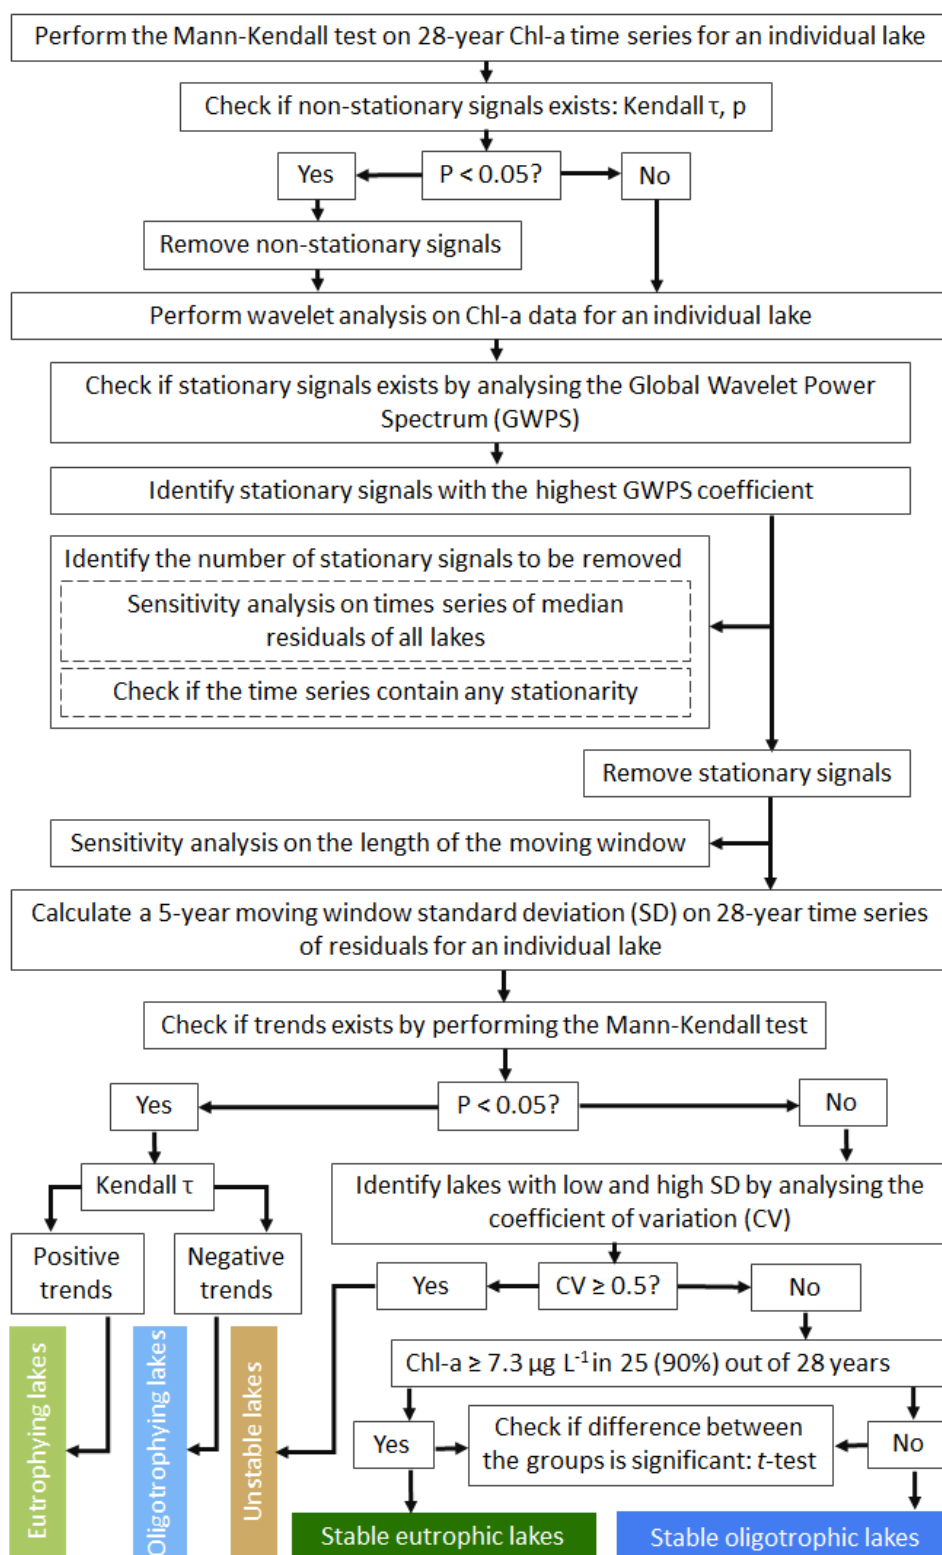 Perform the Mann-Kendall test on 28-year Chl-a time series for an individual lake
Check if non-stationary signals exists: Kendall τ, p
Yes
P < 0.05?
No
Remove non-stationary signals
Perform wavelet analysis on Chl-a data for an individual lake
Check if stationary signals exists by analysing the Global Wavelet Power
Spectrum (GWPS)
Identify stationary signals with the highest GWPS coefficient
Identify the number of stationary signals to be removed
Sensitivity analysis on times series of median
residuals of all lakes
Check if the time series contain any stationarity
Remove stationary signals
Sensitivity analysis on the length of the moving window
Calculate a 5-year moving window standard deviation (SD) on 28-year time series
of residuals for an individual lake
Check if trends exists by performing the Mann-Kendall test
Yes
P < 0.05?
No
Kendall τ
Identify lakes with low and high SD by analysing the
coefficient of variation (CV)
Positive
trends
Negative
trends
Yes
CV ≥ 0.5?
No
Chl-a ≥ 7.3 µg L⁻¹ in 25 (90%) out of 28 years
Yes
Check if difference between
the groups is significant: t-test
No
Eutrophying lakes
Oligotrophying lakes
Unstable lakes
Stable eutrophic lakes
Stable oligotrophic lakes